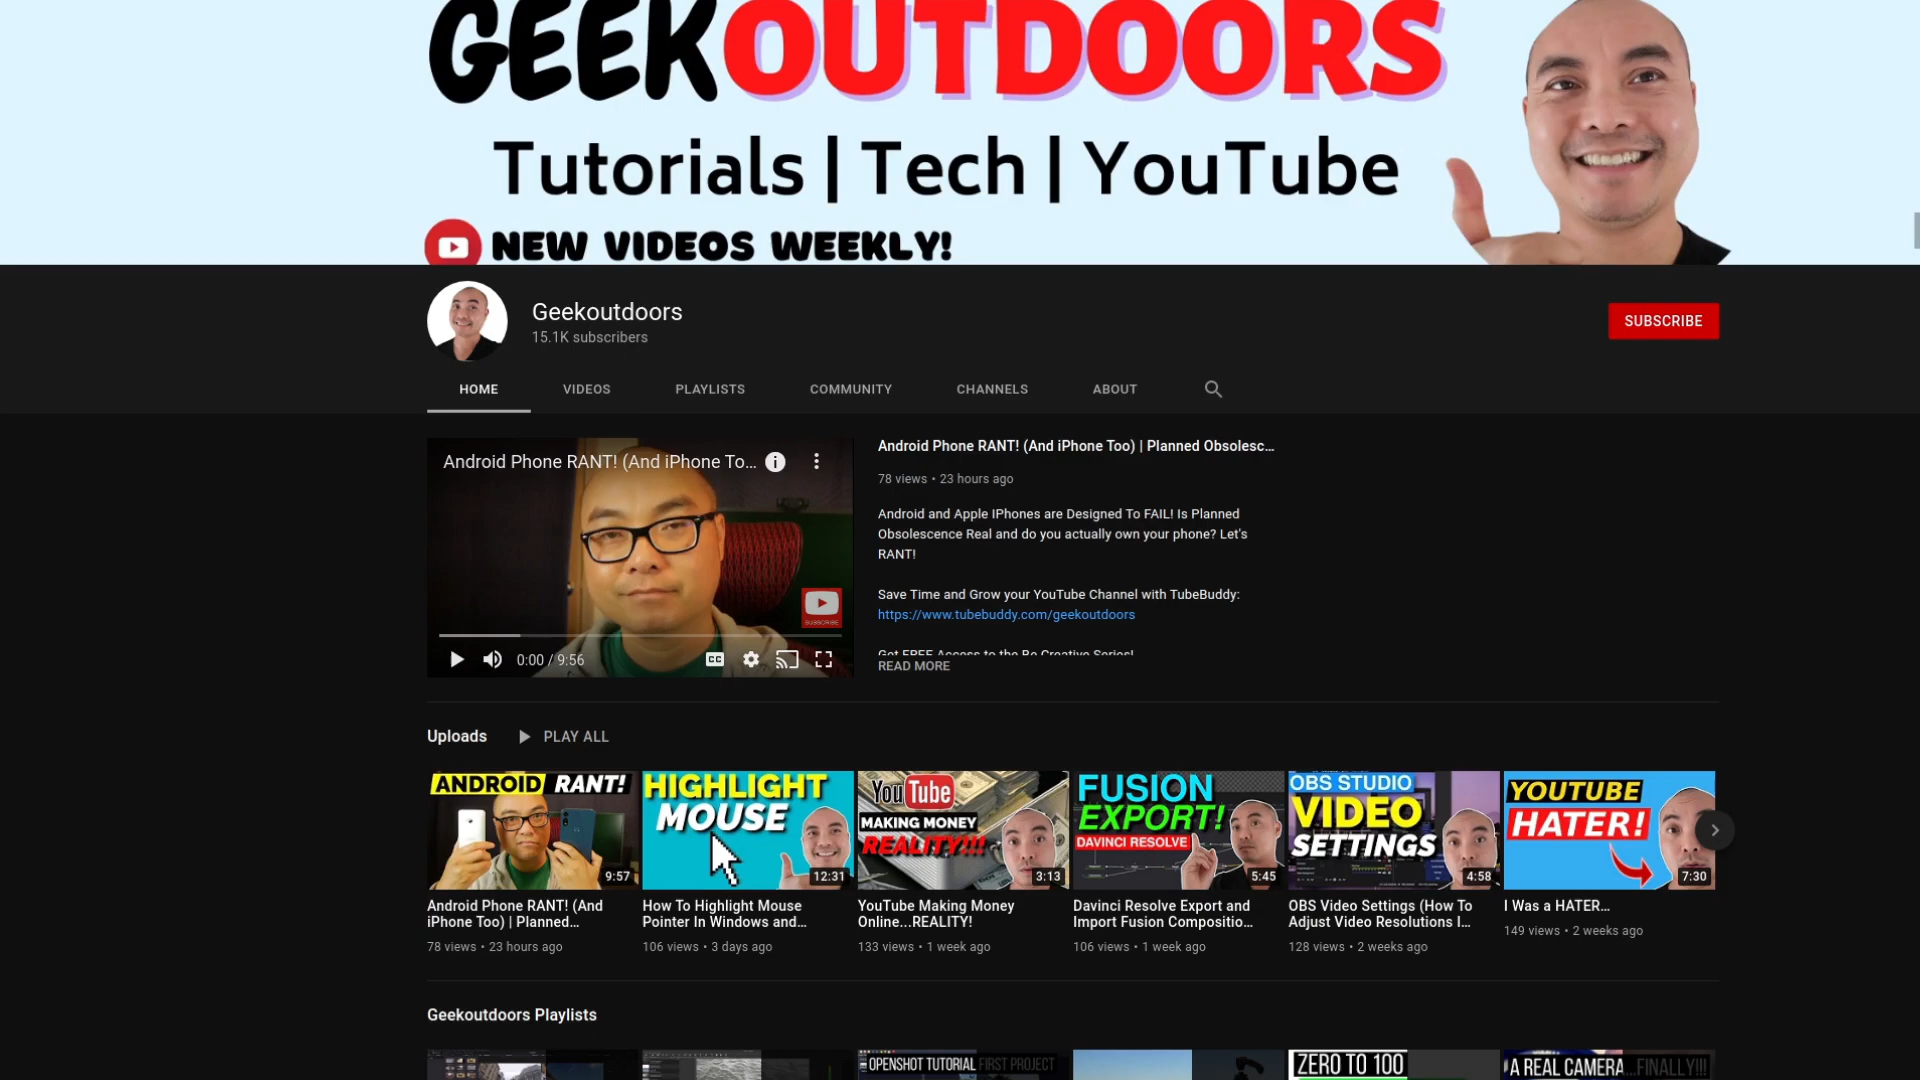 GEEKOUTDOORS
Tutorials | Tech | YouTube
NEW VIDEOS WEEKLY!
Geekoutdoors
15.1K subscribers
SUBSCRIBE
HOME VIDEOS PLAYLISTS COMMUNITY CHANNELS ABOUT
Android Phone RANT! (And iPhone To...
SUBSCRIBE
0:00 / 9:56
CC
Android Phone RANT! (And iPhone Too) | Planned Obsolesc...
78 views • 23 hours ago
Android and Apple IPhones are Designed To FAIL! Is Planned
Obsolescence Real and do you actually own your phone? Let's
RANT!
Save Time and Grow your YouTube Channel with TubeBuddy:
https://www.tubebuddy.com/geekoutdoors
Get FREE Access to the Be Creative Series!
READ MORE
Uploads PLAY ALL
ANDROID RANT!
9:57
Android Phone RANT! (And
iPhone Too) | Planned...
78 views • 23 hours ago
HIGHLIGHT
MOUSE
12:31
How To Highlight Mouse
Pointer In Windows and...
106 views • 3 days ago
YouTube
MAKING MONEY
REALITY!!!
3:13
YouTube Making Money
Online...REALITY!
133 views • 1 week ago
FUSION
EXPORT!
DAVINCI RESOLVE
5:45
Davinci Resolve Export and
Import Fusion Compositio...
106 views • 1 week ago
OBS STUDIO
VIDEO
SETTINGS
4:58
OBS Video Settings (How To
Adjust Video Resolutions I...
128 views • 2 weeks ago
YOUTUBE
HATER!
7:30
I Was a HATER...
149 views • 2 weeks ago
Geekoutdoors Playlists
OPENSHOT TUTORIAL FIRST PROJECT
ZERO TO 100
A REAL CAMERA...FINALLY!!!